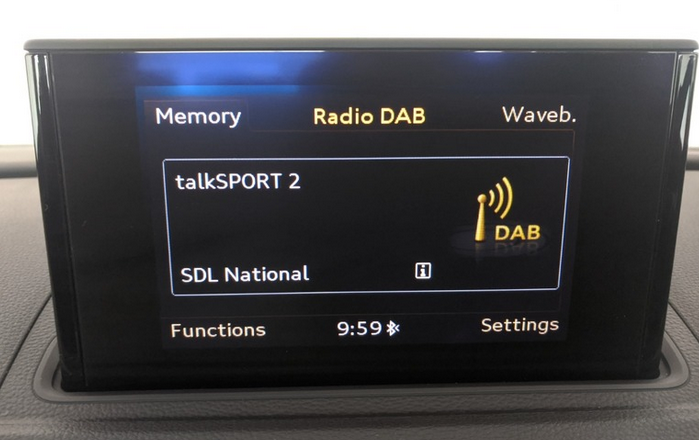 Memory Radio DAB Waveb.
talkSPORT 2
DAB
SDL National
Functions 9:59 Settings